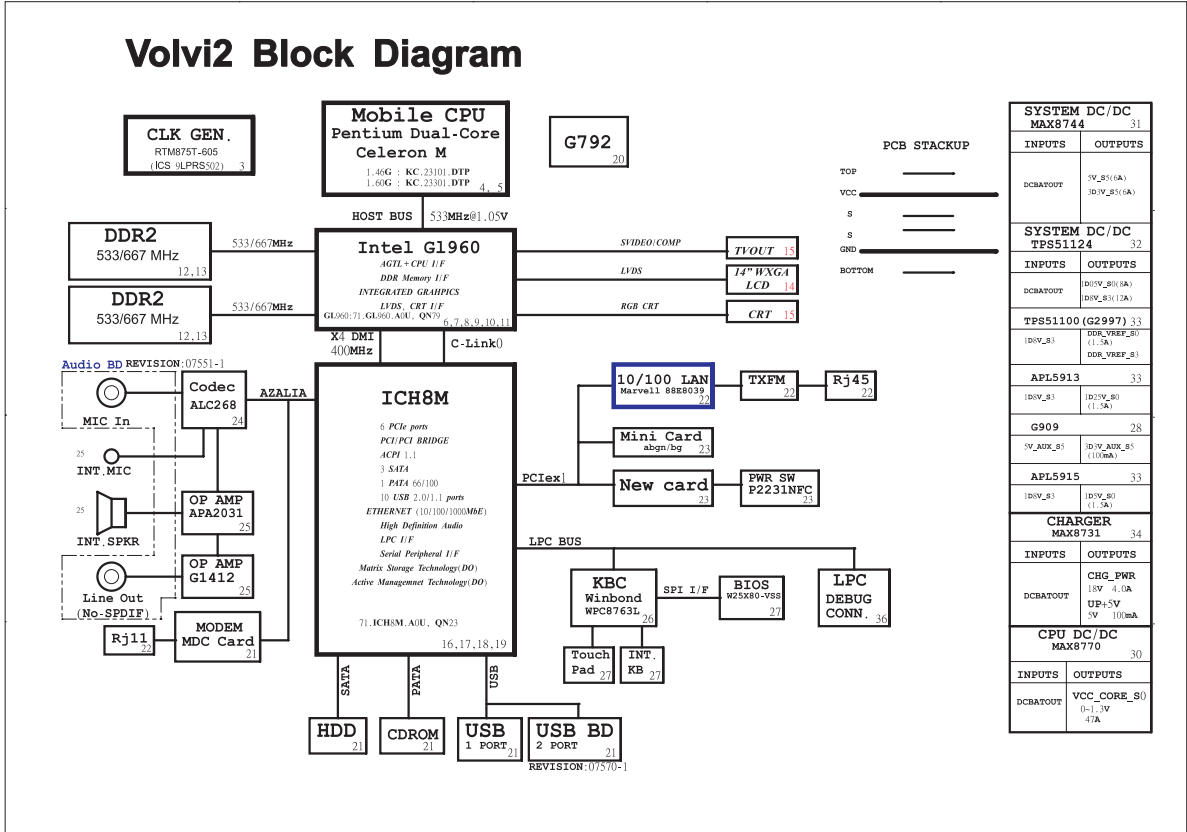 Volvi2 Block Diagram
CLK GEN.
RTM875T-605
(ICS 9LPRS502) 3
Mobile CPU
Pentium Dual-Core
Celeron M
1.46G : KC.23101.DTP
1.60G : KC.23301.DTP
4, 5
G792
20
HOST BUS 533MHz@1.05V
DDR2
533/667 MHz
12,13
533/667MHz
DDR2
533/667 MHz
12,13
533/667MHz
Intel Gl960
AGTL+CPU I/F
DDR Memory I/F
INTEGRATED GRAHPICS
LVDS, CRT I/F
GL960:71.GL960.A0U, QN79
6,7,8,9,10,11
SVIDEO/COMP
TVOUT 15
LVDS
14" WXGA
LCD 14
RGB CRT
CRT 15
X4 DMI
400MHz
C-Link0
PCB STACKUP
TOP
VCC
S
S
GND
BOTTOM
Audio BD REVISION:07551-1
MIC In
Codec
ALC268
24
AZALIA
25
INT.MIC
25
INT.SPKR
OP AMP
APA2031
25
OP AMP
G1412
25
Line Out
(No-SPDIF)
Rj11
22
MODEM
MDC Card
21
ICH8M
6 PCIe ports
PCI/PCI BRIDGE
ACPI 1.1
3 SATA
1 PATA 66/100
10 USB 2.0/1.1 ports
ETHERNET (10/100/1000MbE)
High Definition Audio
LPC I/F
Serial Peripheral I/F
Matrix Storage Technology(DO)
Active Managemnet Technology(DO)
71.ICH8M.A0U, QN23
16,17,18,19
PCIex1
10/100 LAN
Marvell 88E8039
22
TXFM
22
Rj45
22
Mini Card
abgn/bg
23
New card
23
PWR SW
P2231NFC
23
LPC BUS
KBC
Winbond
WPC8763L
26
SPI I/F
BIOS
W25X80-VSS
27
LPC
DEBUG
CONN.
36
Touch
Pad 27
INT.
KB 27
SATA
PATA
USB
HDD
21
CDROM
21
USB
1 PORT 21
USB BD
2 PORT 21
REVISION:07570-1
SYSTEM DC/DC
MAX8744 31
INPUTS OUTPUTS
DCBATOUT
5V_S5(6A)
3D3V_S5(6A)
SYSTEM DC/DC
TPS51124 32
INPUTS OUTPUTS
DCBATOUT
1D05V_S0(8A)
1D8V_S3(12A)
TPS51100(G2997) 33
1D8V_S3
DDR_VREF_S0
(1.5A)
DDR_VREF_S3
APL5913 33
1D8V_S3
1D25V_S0
(1.5A)
G909 28
5V_AUX_S5
3D3V_AUX_S5
(100mA)
APL5915 33
1D8V_S3
1D5V_S0
(1.5A)
CHARGER
MAX8731 34
INPUTS OUTPUTS
DCBATOUT
CHG_PWR
18V 4.0A
UP+5V
5V 100mA
CPU DC/DC
MAX8770 30
INPUTS OUTPUTS
DCBATOUT
VCC_CORE_S0
0~1.3V
47A